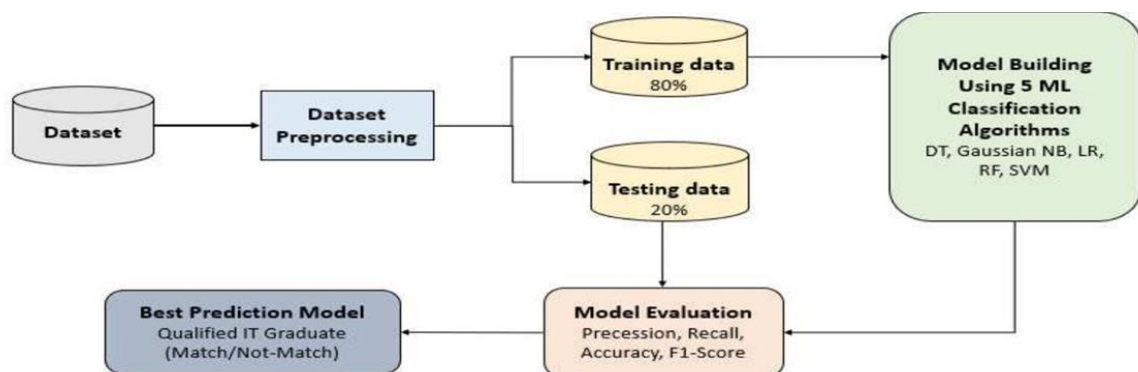 Dataset
Dataset
Preprocessing
Training data
80%
Testing data
20%
Model Building
Using 5 ML
Classification
Algorithms
DT, Gaussian NB, LR,
RF, SVM
Model Evaluation
Precession, Recall,
Accuracy, F1-Score
Best Prediction Model
Qualified IT Graduate
(Match/Not-Match)